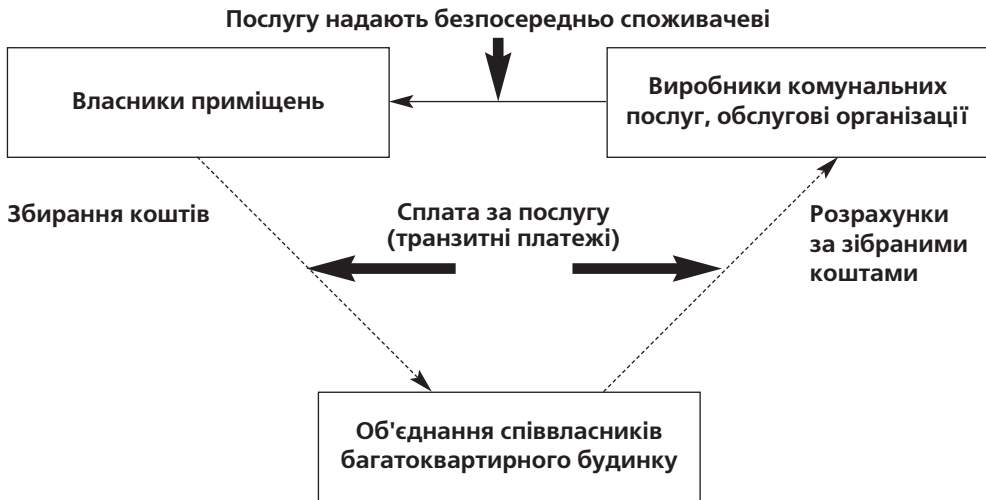 Послугу надають безпосередньо споживачеві
Власники приміщень
Виробники комунальних
послуг, обслугові організації
Збирання коштів
Сплата за послугу
(транзитні платежі)
Розрахунки
за зібраними
коштами
Об'єднання співвласників
багатоквартирного будинку